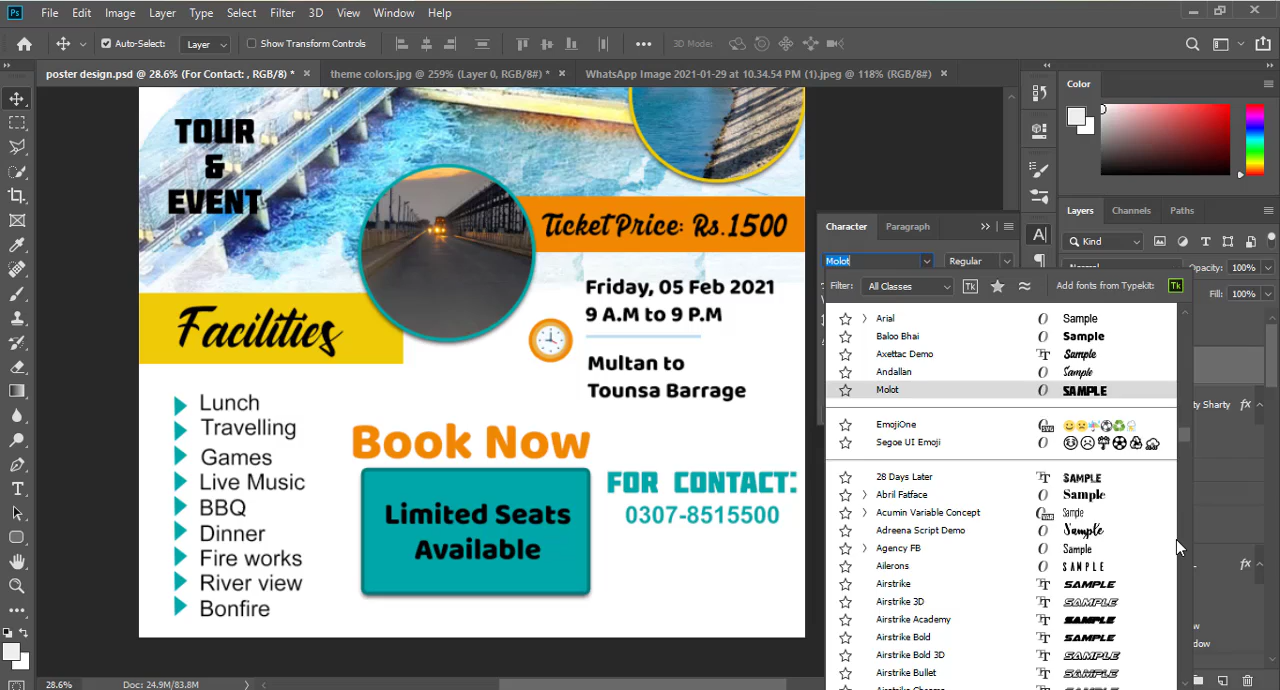 Ps File Edit Image Layer Type Select Filter 3D View Window Help
Auto-Select: Layer Show Transform Controls 3D Mode:
poster design.psd @ 28.6% (For Contact: , RGB/8) * × theme colors.jpg @ 259% (Layer 0, RGB/8#) * × WhatsApp Image 2021-01-29 at 10.34.54 PM (1).jpeg @ 118% (RGB/8#) ×
Color
TOUR
&
EVENT
Ticket Price: Rs.1500
Friday, 05 Feb 2021
9 A.M to 9 P.M
Multan to
Tounsa Barrage
Facilities
Lunch
Travelling
Games
Live Music
BBQ
Dinner
Fire works
River view
Bonfire
Book Now
Limited Seats
Available
FOR CONTACT:
0307-8515500
Layers Channels Paths
Kind
Opacity: 100%
Fill: 100%
ty Sharty fx
fx
Character Paragraph
Molot Regular
Filter: All Classes Tk Add fonts from Typekit: Tk
Arial Sample
Baloo Bhai Sample
Axettac Demo Sample
Andallan Sample
Molot SAMPLE
EmojiOne
Segoe UI Emoji
28 Days Later SAMPLE
Abril Fatface Sample
Acumin Variable Concept Sample
Adreena Script Demo Sample
Agency FB Sample
Ailerons SAMPLE
Airstrike SAMPLE
Airstrike 3D SAMPLE
Airstrike Academy SAMPLE
Airstrike Bold SAMPLE
Airstrike Bold 3D SAMPLE
Airstrike Bullet SAMPLE
28.6% Doc: 24.9M/83.8M